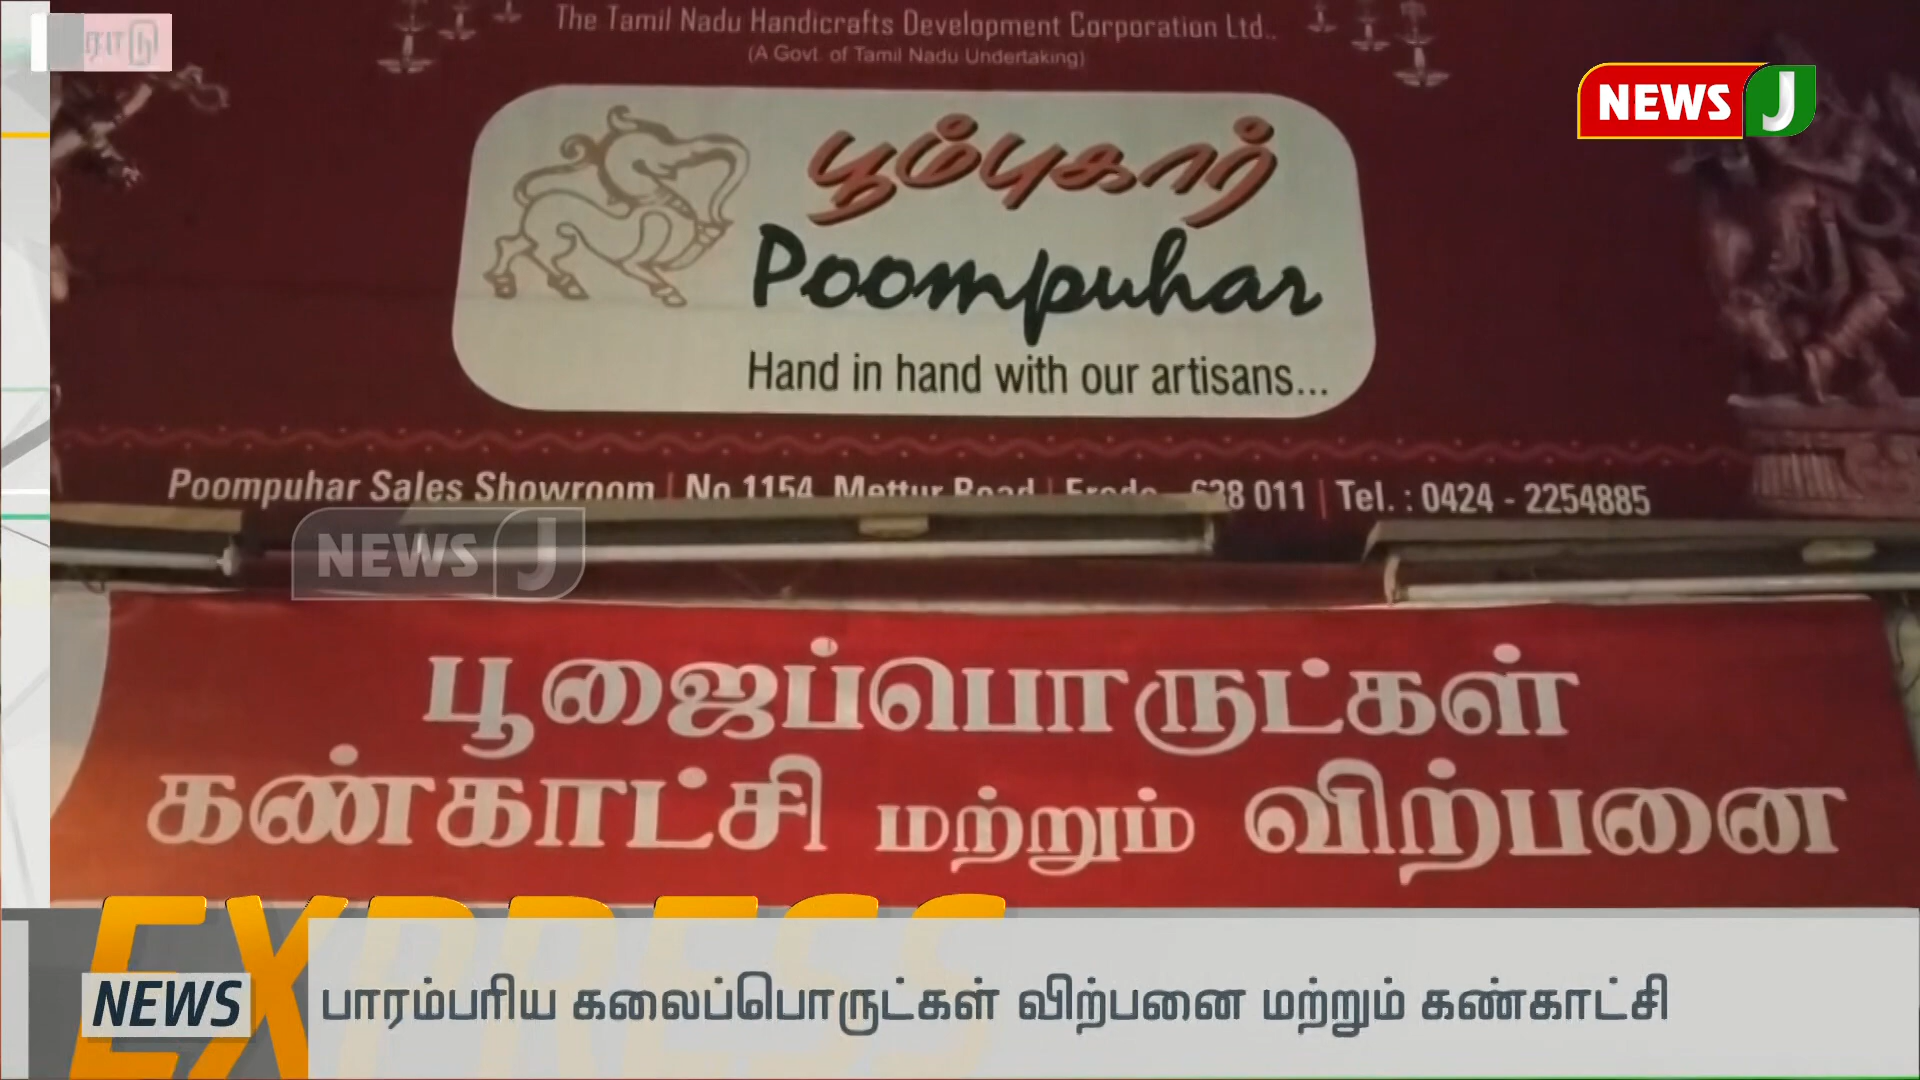 The Tamil Nadu Handicrafts Development Corporation Ltd..
(A Govt. of Tamil Nadu Undertaking)
NEWS J
பூம்புகார்
Poompuhar
Hand in hand with our artisans...
Poompuhar Sales Showroom | No.1154, Mettur Road | Erode - 638 011 | Tel. : 0424 - 2254885
NEWS J
பூஜைப்பொருட்கள்
கண்காட்சி மற்றும் விற்பனை
EXPRESS
NEWS
பாரம்பரிய கலைப்பொருட்கள் விற்பனை மற்றும் கண்காட்சி